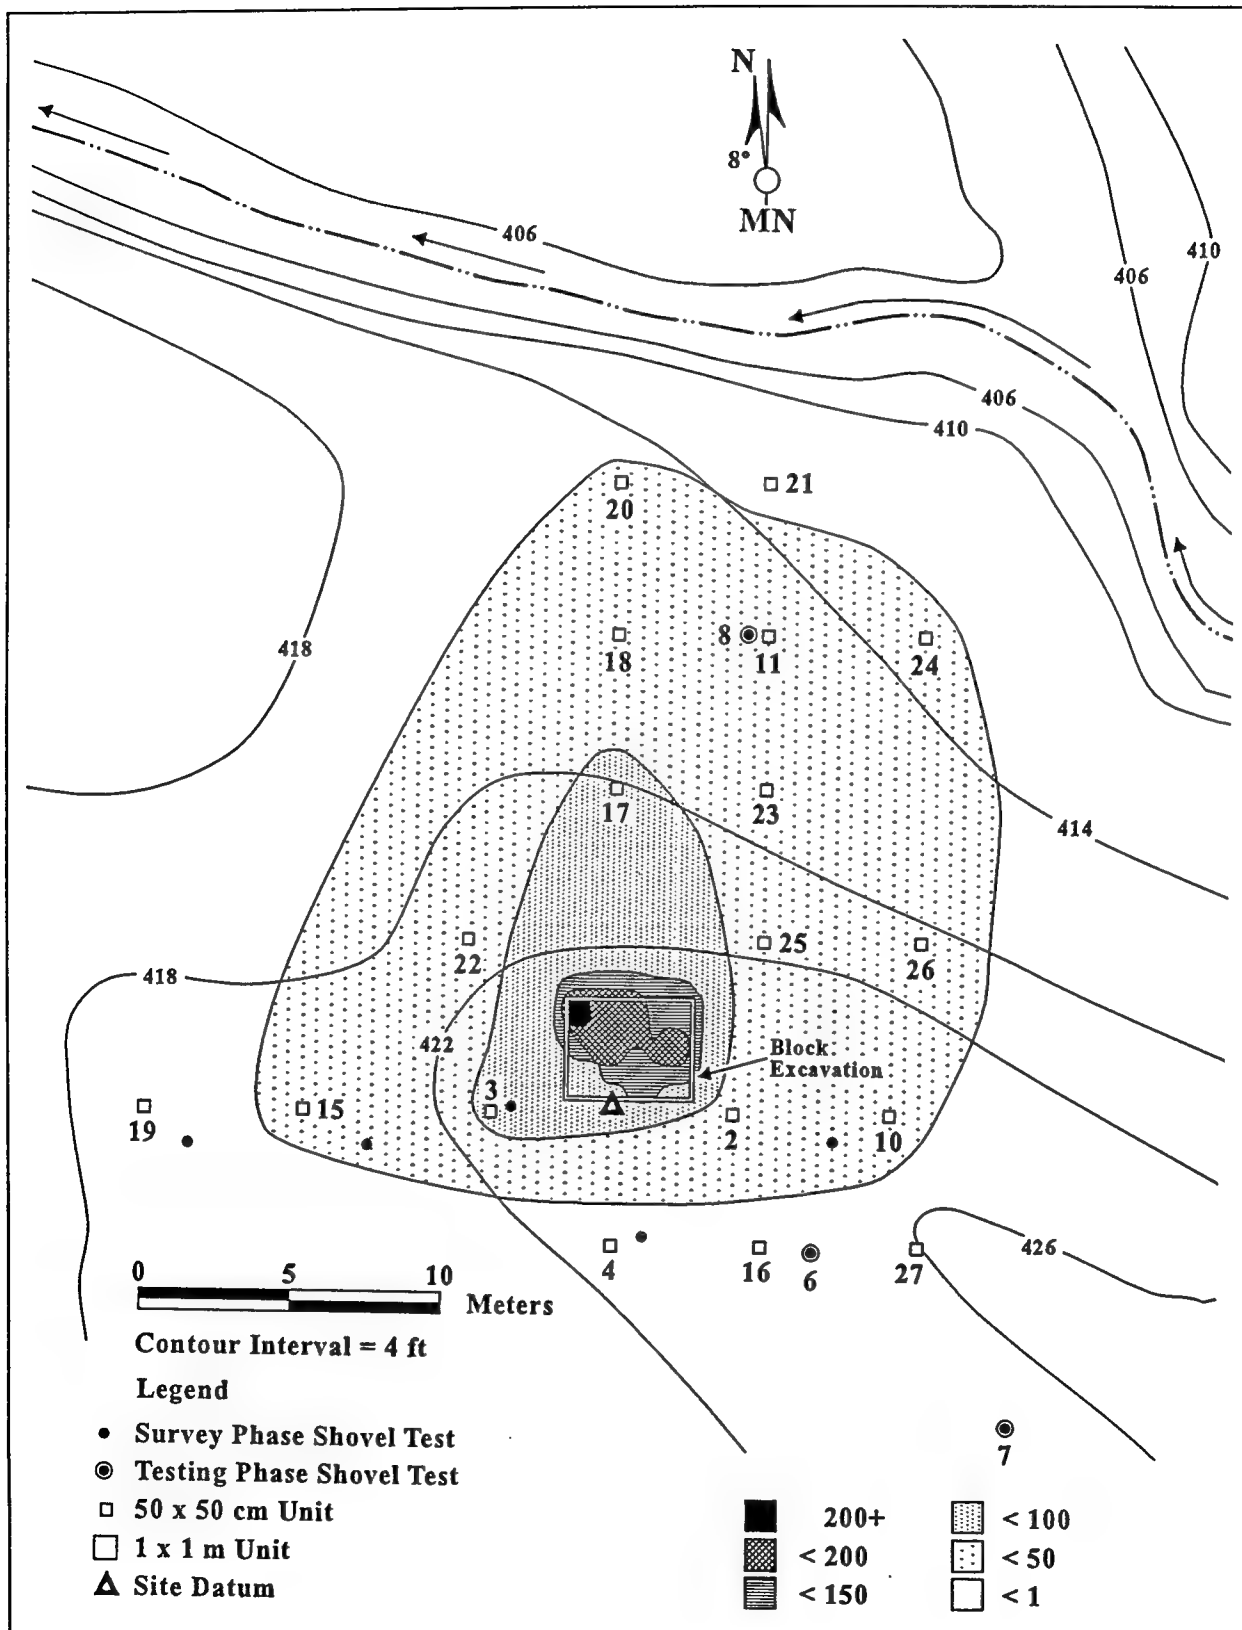 N
8°
MN
406
410
406
406
410
21
20
418
8
18
11
24
17
23
414
22
25
26
418
422
Block
Excavation
3
19
15
2
10
4
16
6
27
426
0 5 10
Meters
Contour Interval = 4 ft
Legend
Survey Phase Shovel Test
Testing Phase Shovel Test
50 x 50 cm Unit
1 x 1 m Unit
Site Datum
7
200+
< 200
< 150
< 100
< 50
< 1